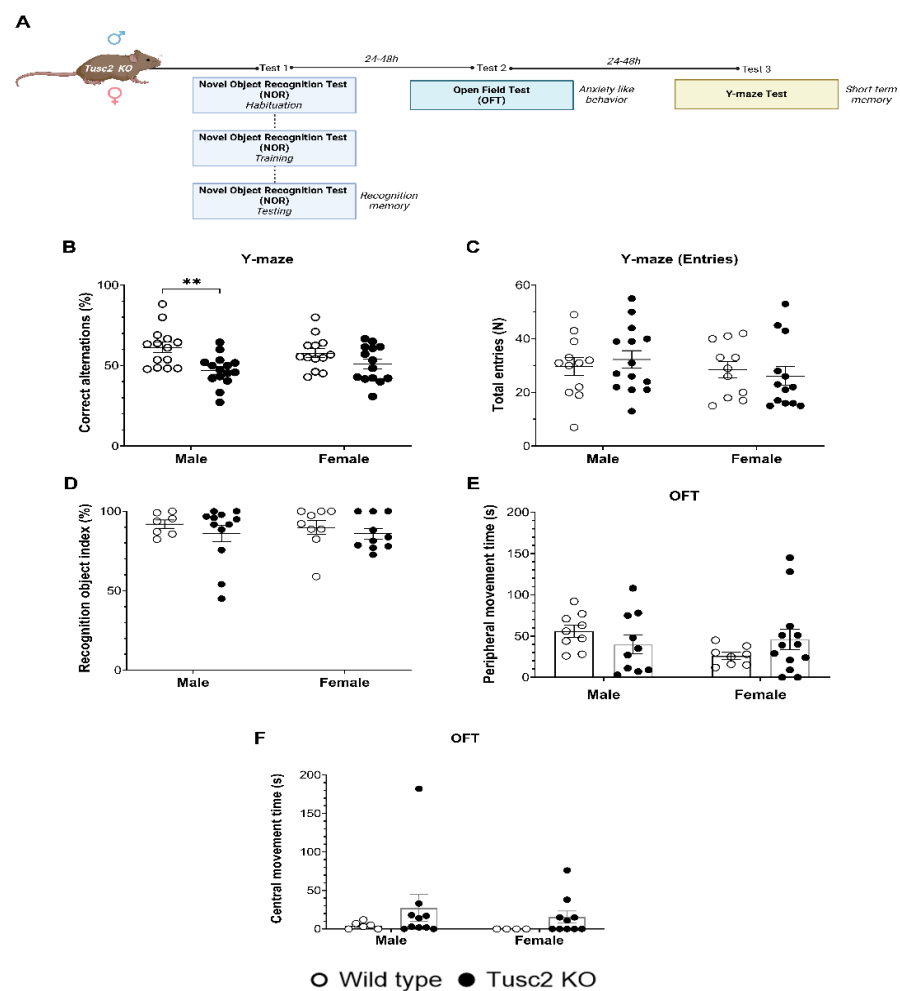 A
♂
Tusc2 KO
♀
Test 1
24-48h
Test 2
24-48h
Test 3
Novel Object Recognition Test
(NOR)
Habituation
Open Field Test
(OFT)
Anxiety like
behavior
Y-maze Test
Short term
memory
Novel Object Recognition Test
(NOR)
Training
Novel Object Recognition Test
(NOR)
Testing
Recognition
memory
B
Y-maze
**
Correct alternations (%)
100
50
0
Male
Female
C
Y-maze (Entries)
Total entries (N)
60
40
20
0
Male
Female
D
Recognition object index (%)
100
50
0
Male
Female
E
OFT
Peripheral movement time (s)
200
150
100
50
0
Male
Female
F
OFT
Central movement time (s)
200
150
100
50
0
Male
Female
Wild type
Tusc2 KO